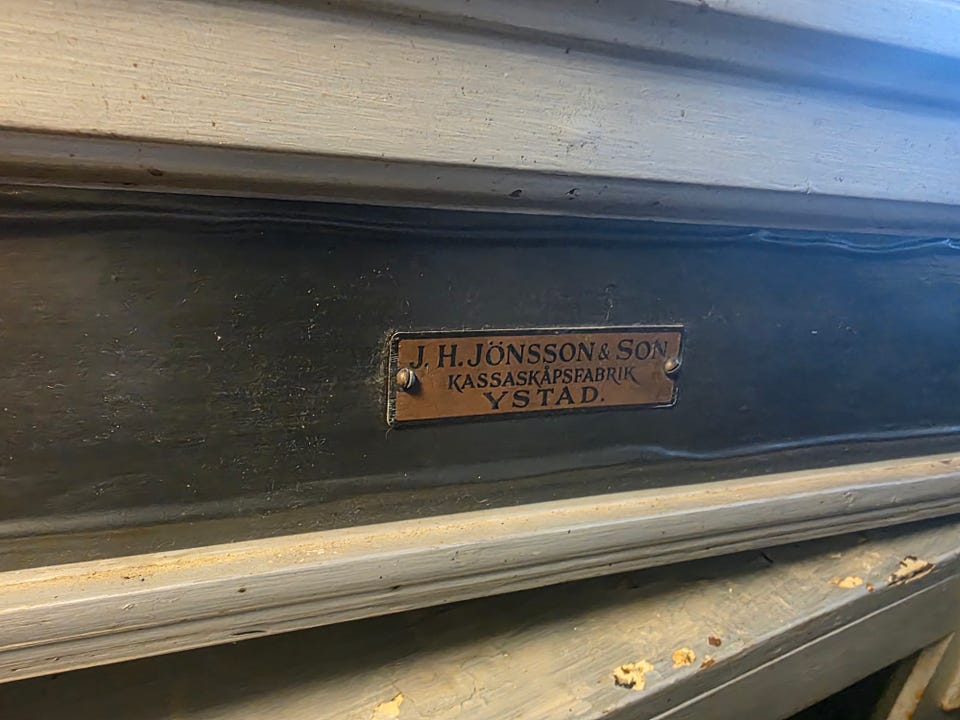 J. H. JÖNSSON & SON
KASSASKÅPSFABRIK
YSTAD.